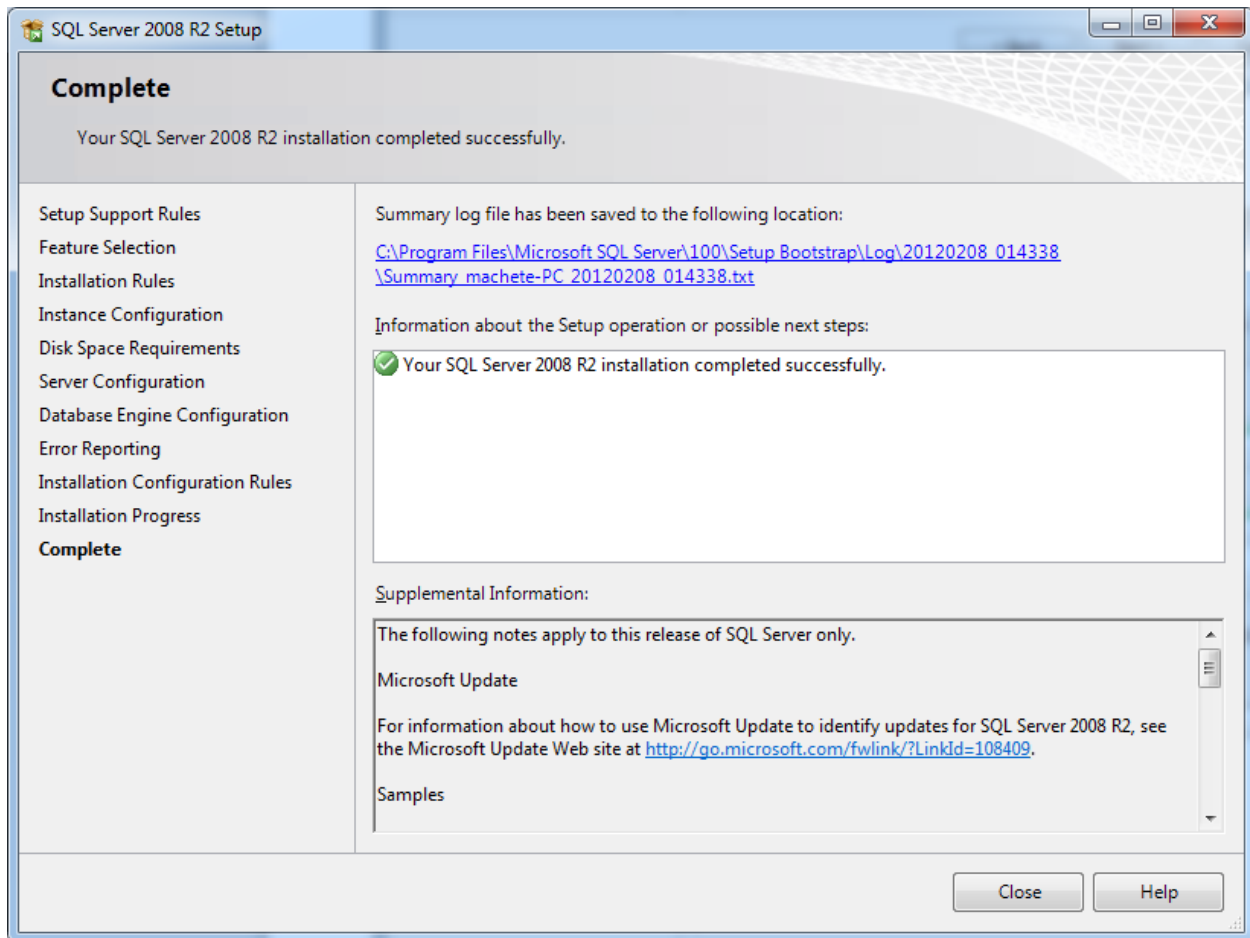 SQL Server 2008 R2 Setup
Complete
Your SQL Server 2008 R2 installation completed successfully.
Setup Support Rules
Feature Selection
Installation Rules
Instance Configuration
Disk Space Requirements
Server Configuration
Database Engine Configuration
Error Reporting
Installation Configuration Rules
Installation Progress
Complete
Summary log file has been saved to the following location:
C:\Program Files\Microsoft SQL Server\100\Setup Bootstrap\Log\20120208_014338
\Summary_machete-PC_20120208_014338.txt
Information about the Setup operation or possible next steps:
Your SQL Server 2008 R2 installation completed successfully.
Supplemental Information:
The following notes apply to this release of SQL Server only.
Microsoft Update
For information about how to use Microsoft Update to identify updates for SQL Server 2008 R2, see
the Microsoft Update Web site at http://go.microsoft.com/fwlink/?LinkId=108409.
Samples
Close
Help